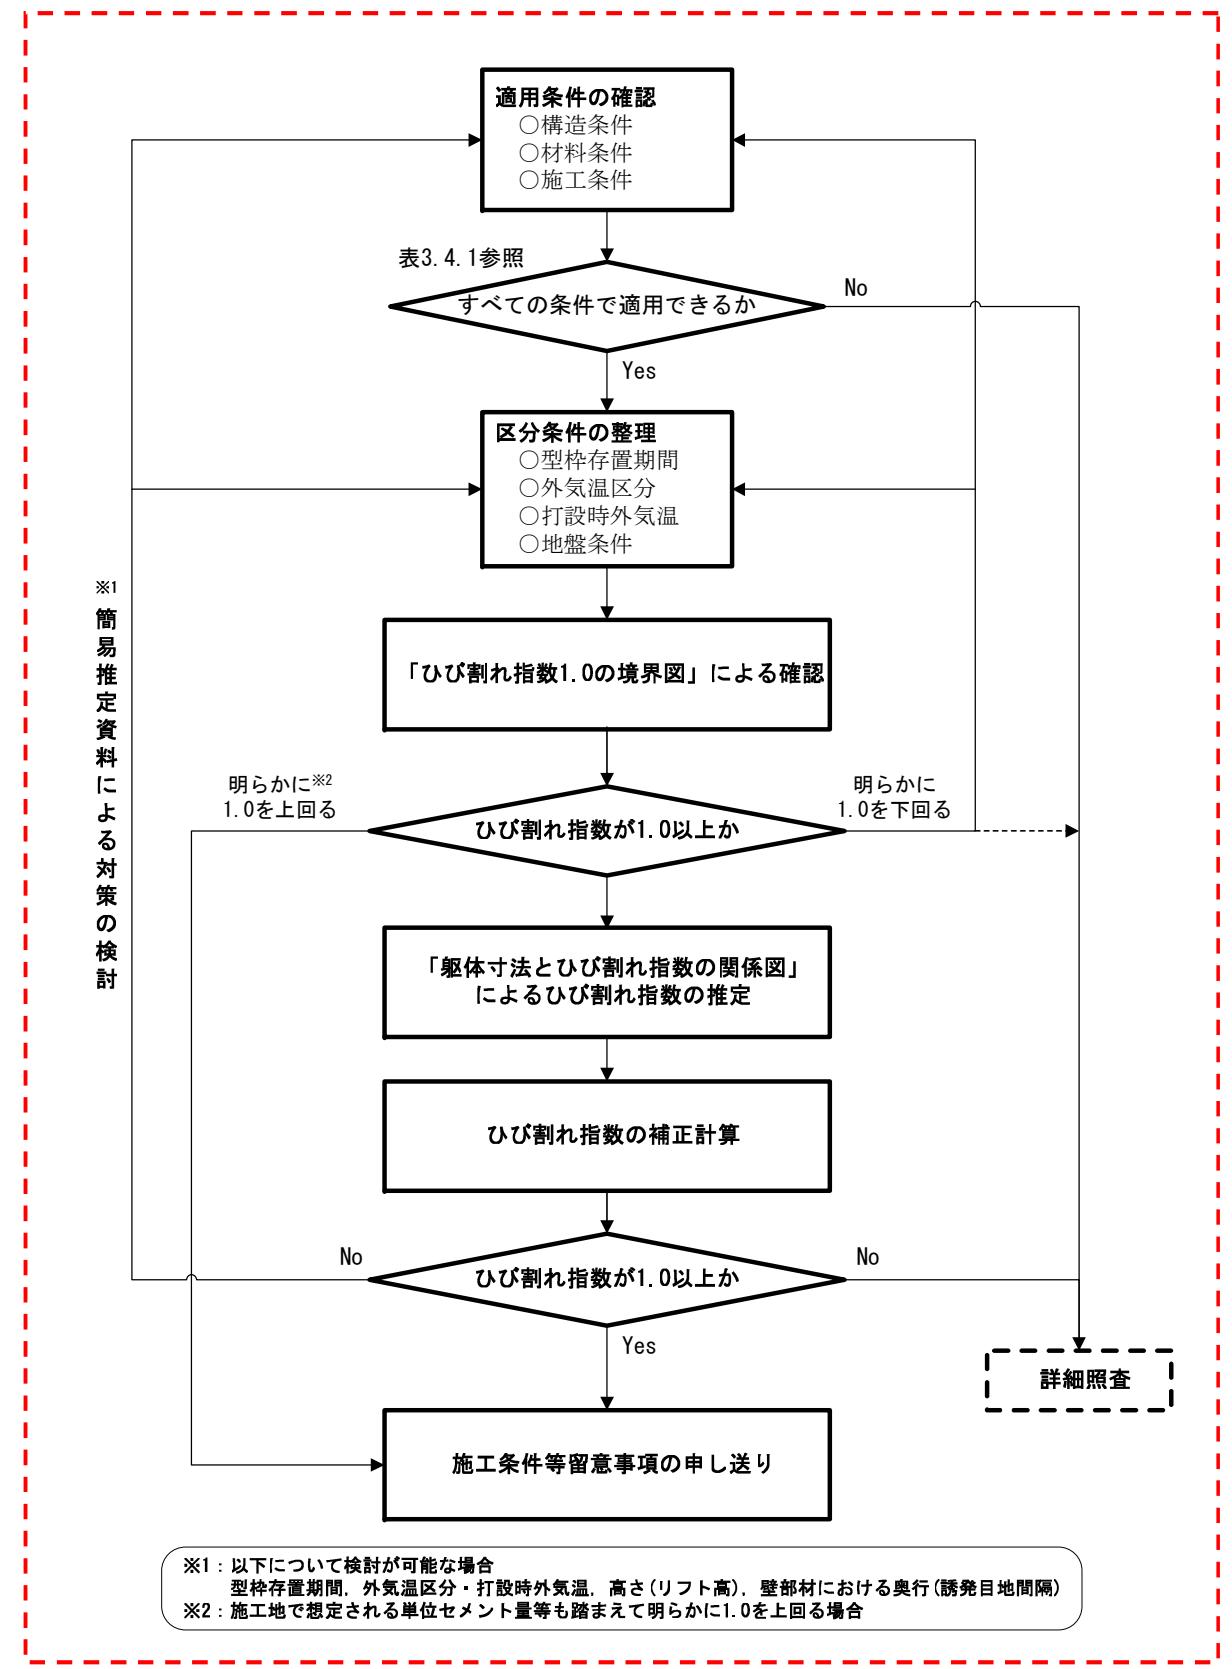 適用条件の確認
○構造条件
○材料条件
○施工条件
表3.4.1参照
すべての条件で適用できるか
No
Yes
区分条件の整理
○型枠存置期間
○外気温区分
○打設時外気温
○地盤条件
※1
簡易推定資料による対策の検討
「ひび割れ指数1.0の境界図」による確認
明らかに※2
1.0を上回る
明らかに
1.0を下回る
ひび割れ指数が1.0以上か
「躯体寸法とひび割れ指数の関係図」
によるひび割れ指数の推定
ひび割れ指数の補正計算
No
ひび割れ指数が1.0以上か
No
Yes
詳細照査
施工条件等留意事項の申し送り
※1：以下について検討が可能な場合
型枠存置期間，外気温区分・打設時外気温，高さ(リフト高)，壁部材における奥行(誘発目地間隔)
※2：施工地で想定される単位セメント量等も踏まえて明らかに1.0を上回る場合